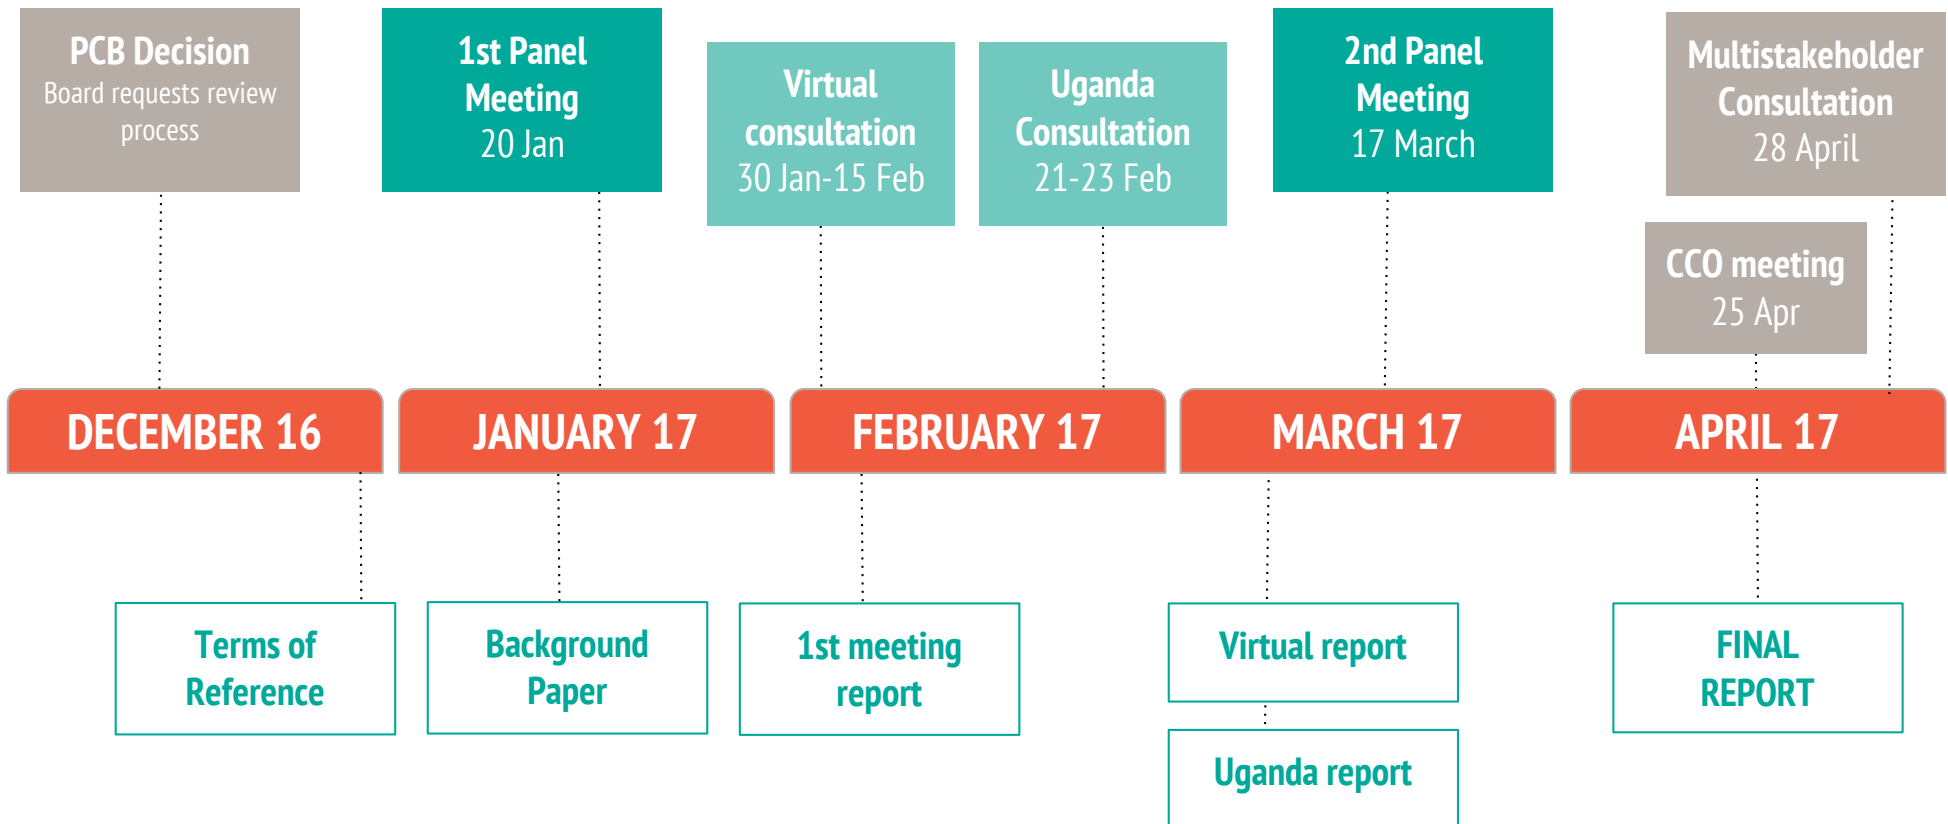 PCB Decision
Board requests review
process
1st Panel
Meeting
20 Jan
Virtual
consultation
30 Jan-15 Feb
Uganda
Consultation
21-23 Feb
2nd Panel
Meeting
17 March
Multistakeholder
Consultation
28 April
CCO meeting
25 Apr
DECEMBER 16
JANUARY 17
FEBRUARY 17
MARCH 17
APRIL 17
Terms of
Reference
Background
Paper
1st meeting
report
Virtual report
Uganda report
FINAL
REPORT